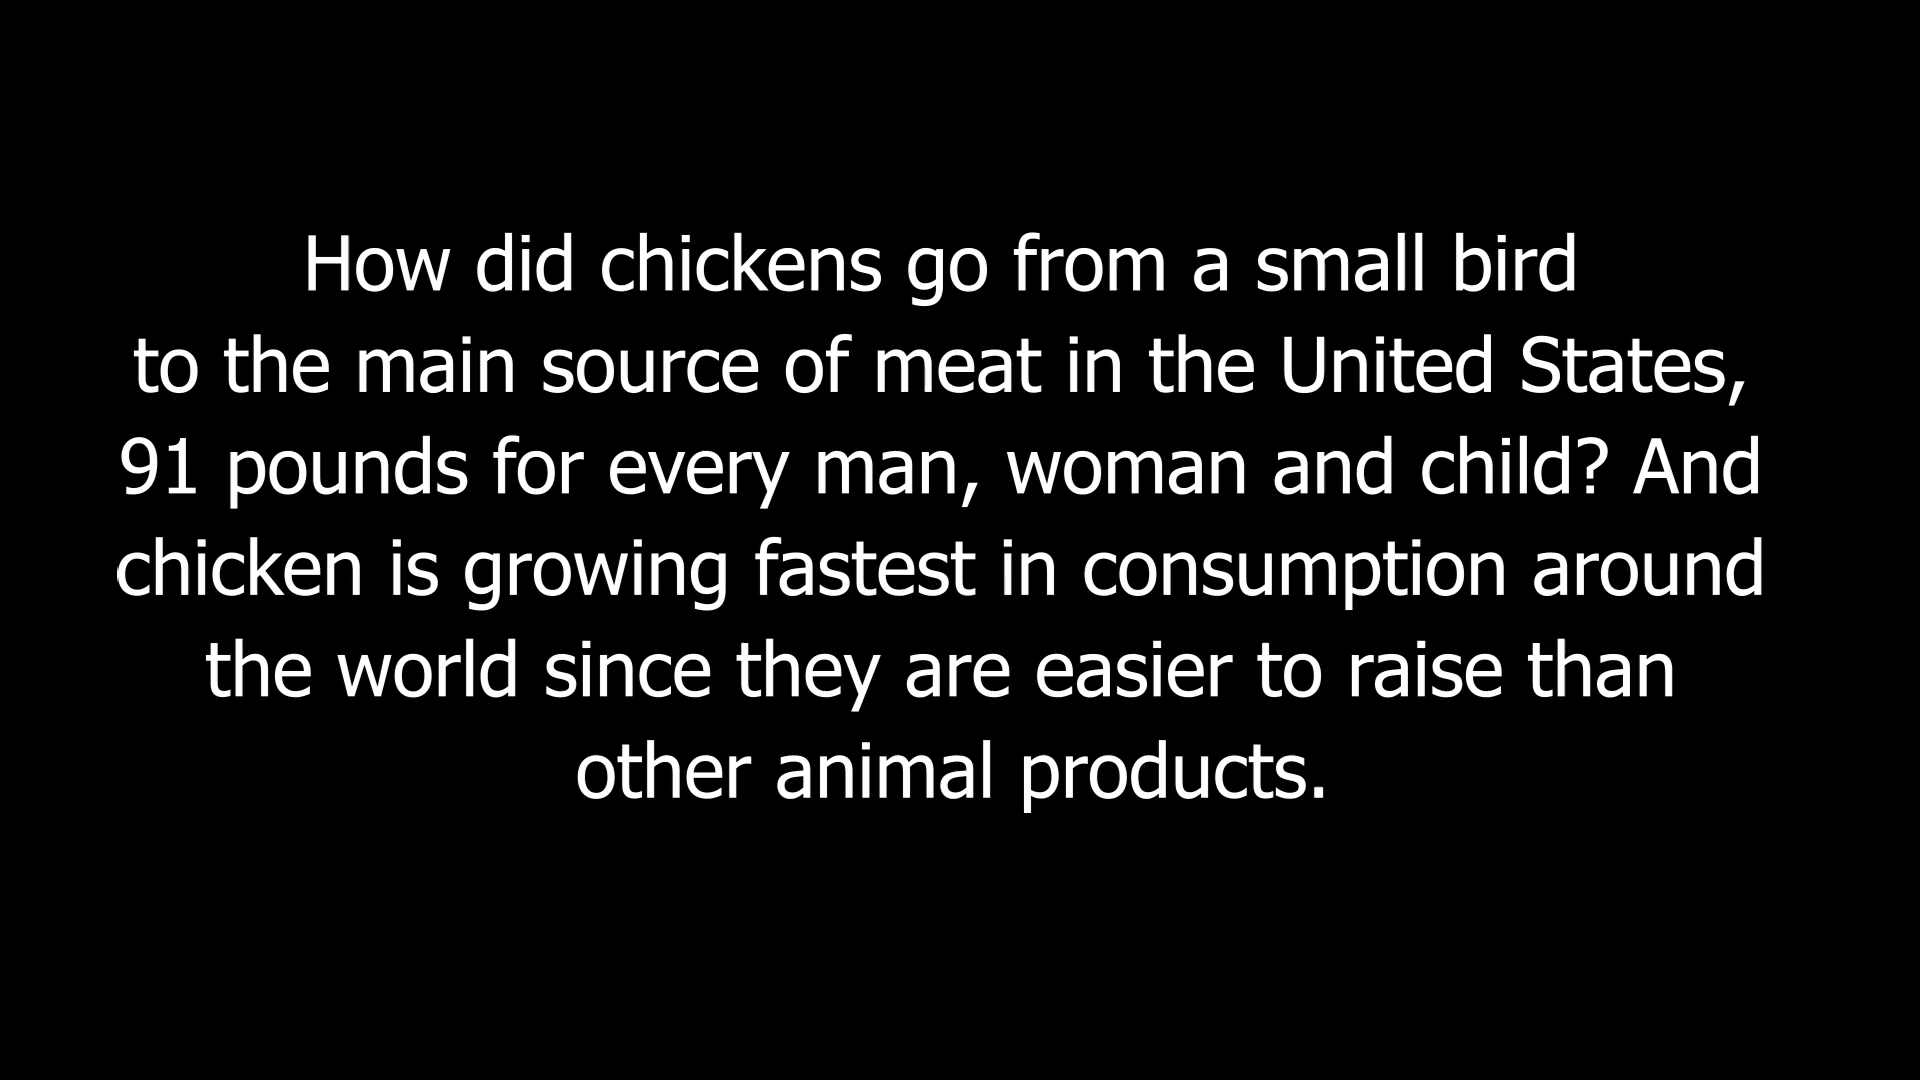 How did chickens go from a small bird
to the main source of meat in the United States,
91 pounds for every man, woman and child? And
chicken is growing fastest in consumption around
the world since they are easier to raise than
other animal products.